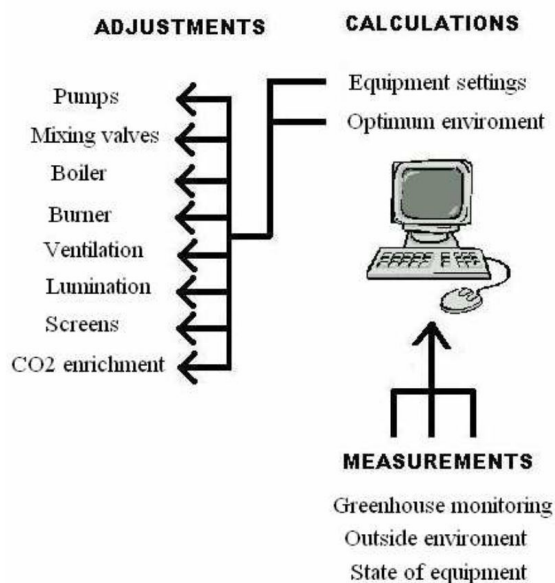 ADJUSTMENTS
Pumps
Mixing valves
Boiler
Burner
Ventilation
Lumination
Screens
CO2 enrichment
CALCULATIONS
Equipment settings
Optimum enviroment
MEASUREMENTS
Greenhouse monitoring
Outside enviroment
State of equipment